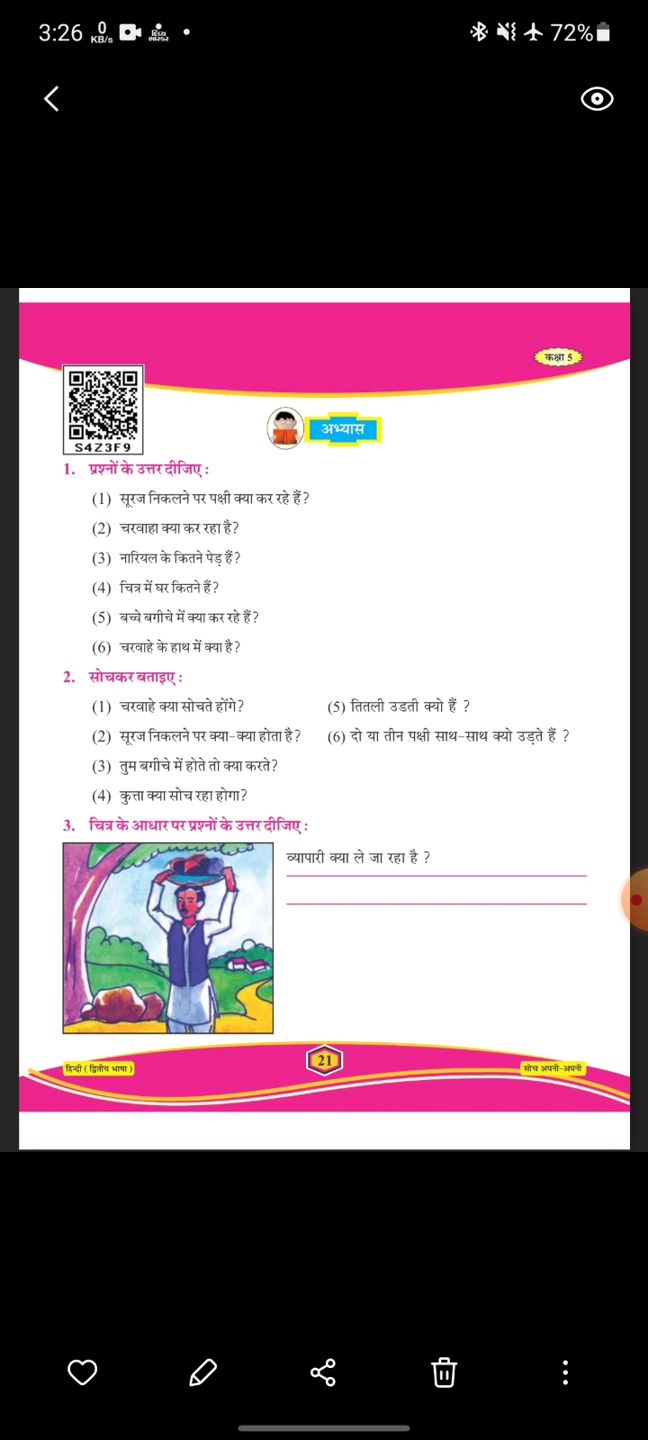 3:26 0 KB/s दिव्य भास्कर 72%
कक्षा 5
S4Z3F9
अभ्यास
1. प्रश्नों के उत्तर दीजिए :
(1) सूरज निकलने पर पक्षी क्या कर रहे हैं?
(2) चरवाहा क्या कर रहा है?
(3) नारियल के कितने पेड़ हैं?
(4) चित्र में घर कितने हैं?
(5) बच्चे बगीचे में क्या कर रहे हैं?
(6) चरवाहे के हाथ में क्या है?
2. सोचकर बताइए :
(1) चरवाहे क्या सोचते होंगे? (5) तितली उडती क्यो हैं ?
(2) सूरज निकलने पर क्या-क्या होता है? (6) दो या तीन पक्षी साथ-साथ क्यो उड़ते हैं ?
(3) तुम बगीचे में होते तो क्या करते?
(4) कुत्ता क्या सोच रहा होगा?
3. चित्र के आधार पर प्रश्नों के उत्तर दीजिए :
व्यापारी क्या ले जा रहा है ?
हिन्दी ( द्वितीय भाषा ) 21 सोच अपनी-अपनी